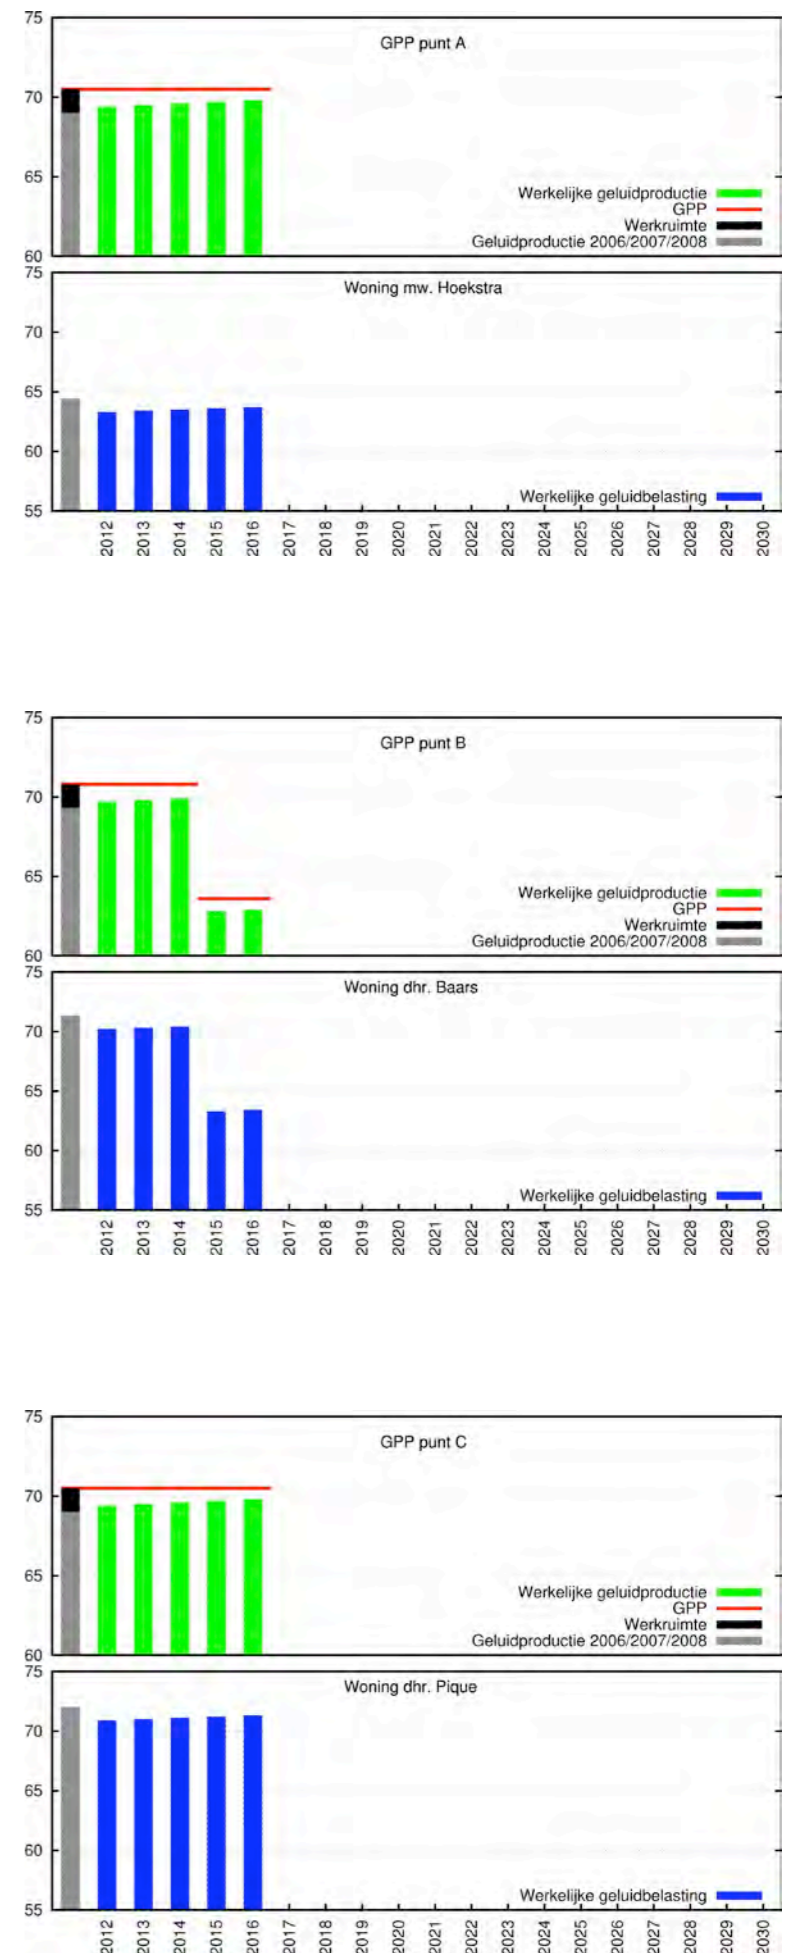 75
GPP punt A
70
65
Werkelijke geluidproductie
GPP
Werkruimte
Geluidproductie 2006/2007/2008
60
75
Woning mw. Hoekstra
70
65
60
Werkelijke geluidbelasting
55
2012 2013 2014 2015 2016 2017 2018 2019 2020 2021 2022 2023 2024 2025 2026 2027 2028 2029 2030
75
GPP punt B
70
65
Werkelijke geluidproductie
GPP
Werkruimte
Geluidproductie 2006/2007/2008
60
75
Woning dhr. Baars
70
65
60
Werkelijke geluidbelasting
55
2012 2013 2014 2015 2016 2017 2018 2019 2020 2021 2022 2023 2024 2025 2026 2027 2028 2029 2030
75
GPP punt C
70
65
Werkelijke geluidproductie
GPP
Werkruimte
Geluidproductie 2006/2007/2008
60
75
Woning dhr. Pique
70
65
60
Werkelijke geluidbelasting
55
2012 2013 2014 2015 2016 2017 2018 2019 2020 2021 2022 2023 2024 2025 2026 2027 2028 2029 2030